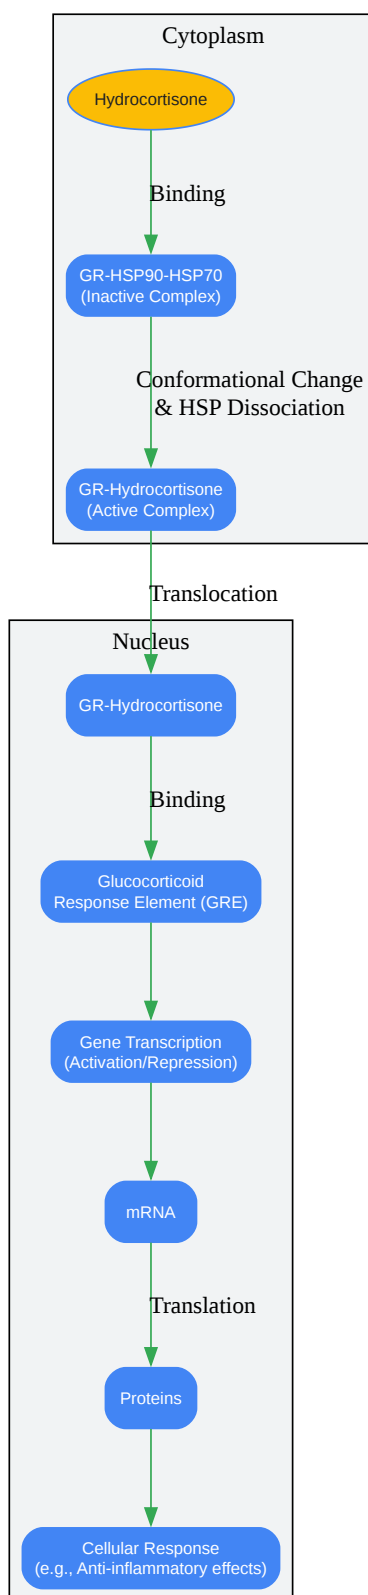 Cytoplasm
Hydrocortisone
Binding
GR-HSP90-HSP70
(Inactive Complex)
Conformational Change
& HSP Dissociation
GR-Hydrocortisone
(Active Complex)
Translocation
Nucleus
GR-Hydrocortisone
Binding
Glucocorticoid
Response Element (GRE)
Gene Transcription
(Activation/Repression)
mRNA
Translation
Proteins
Cellular Response
(e.g., Anti-inflammatory effects)